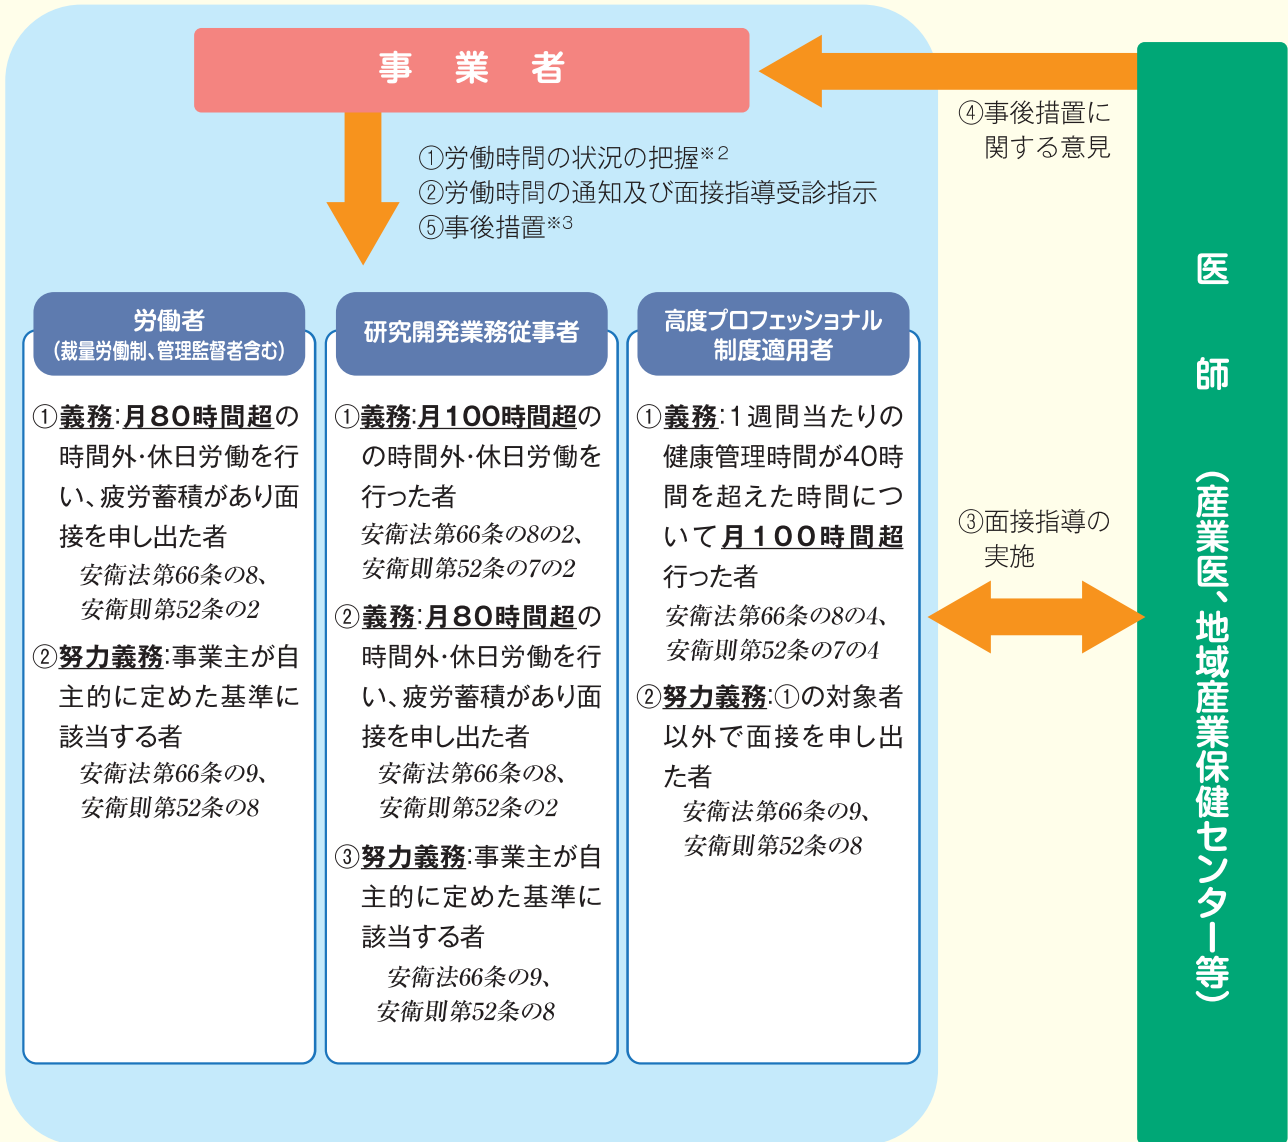 事業者
①労働時間の状況の把握※2
②労働時間の通知及び面接指導受診指示
⑤事後措置※3
④事後措置に
関する意見
労働者
（裁量労働制、管理監督者含む）
①義務：月80時間超の
時間外・休日労働を行
い、疲労蓄積があり面
接を申し出た者
安衛法第66条の8、
安衛則第52条の2
②努力義務：事業主が自
主的に定めた基準に
該当する者
安衛法第66条の9、
安衛則第52条の8
研究開発業務従事者
①義務：月100時間超の
の時間外・休日労働を
行った者
安衛法第66条の8の2、
安衛則第52条の7の2
②義務：月80時間超の
時間外・休日労働を行
い、疲労蓄積があり面
接を申し出た者
安衛法第66条の8、
安衛則第52条の2
③努力義務：事業主が自
主的に定めた基準に
該当する者
安衛法66条の9、
安衛則第52条の8
高度プロフェッショナル
制度適用者
①義務：1週間当たりの
健康管理時間が40時
間を超えた時間につ
いて月100時間超
行った者
安衛法第66条の8の4、
安衛則第52条の7の4
②努力義務：①の対象者
以外で面接を申し出
た者
安衛法第66条の9、
安衛則第52条の8
③面接指導の
実施
医師（産業医、地域産業保健センター等）